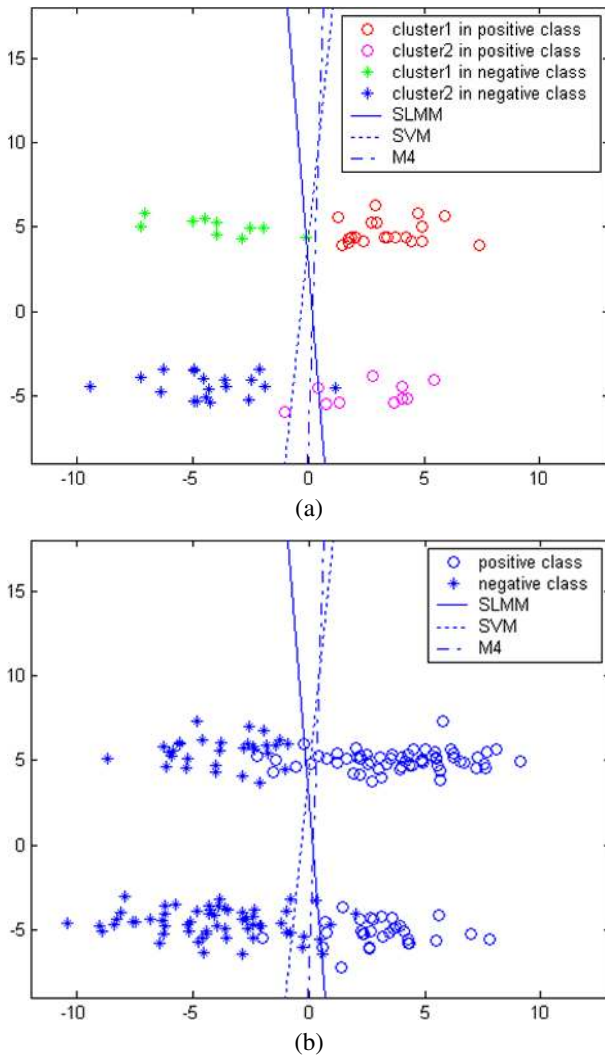 cluster1 in positive class
cluster2 in positive class
cluster1 in negative class
cluster2 in negative class
SLMM
SVM
M4
15
10
5
0
-5
-10 -5 0 5 10
(a)
positive class
negative class
SLMM
SVM
M4
15
10
5
0
-5
-10 -5 0 5 10
(b)